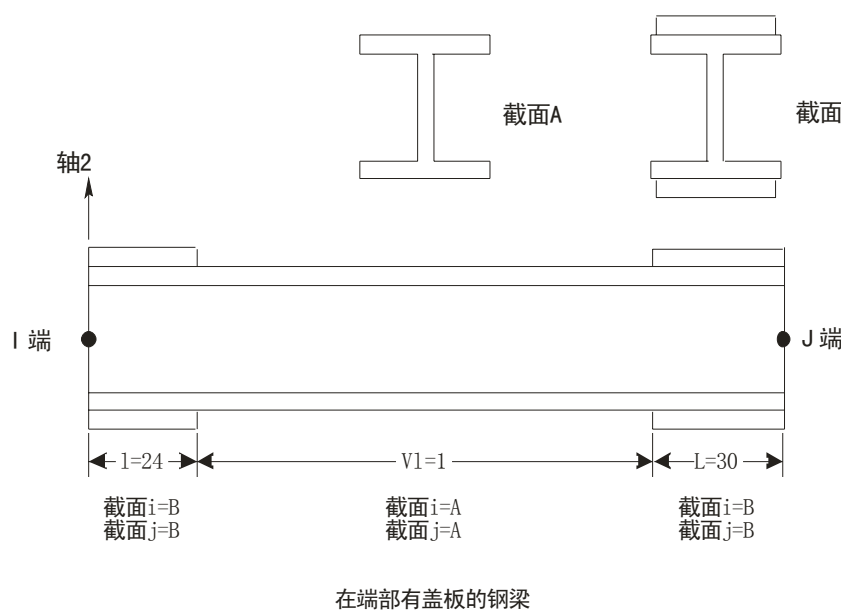 截面A
截面
轴2
I 端
J 端
l=24
Vl=1
L=30
截面i=B
截面j=B
截面i=A
截面j=A
截面i=B
截面j=B
在端部有盖板的钢梁